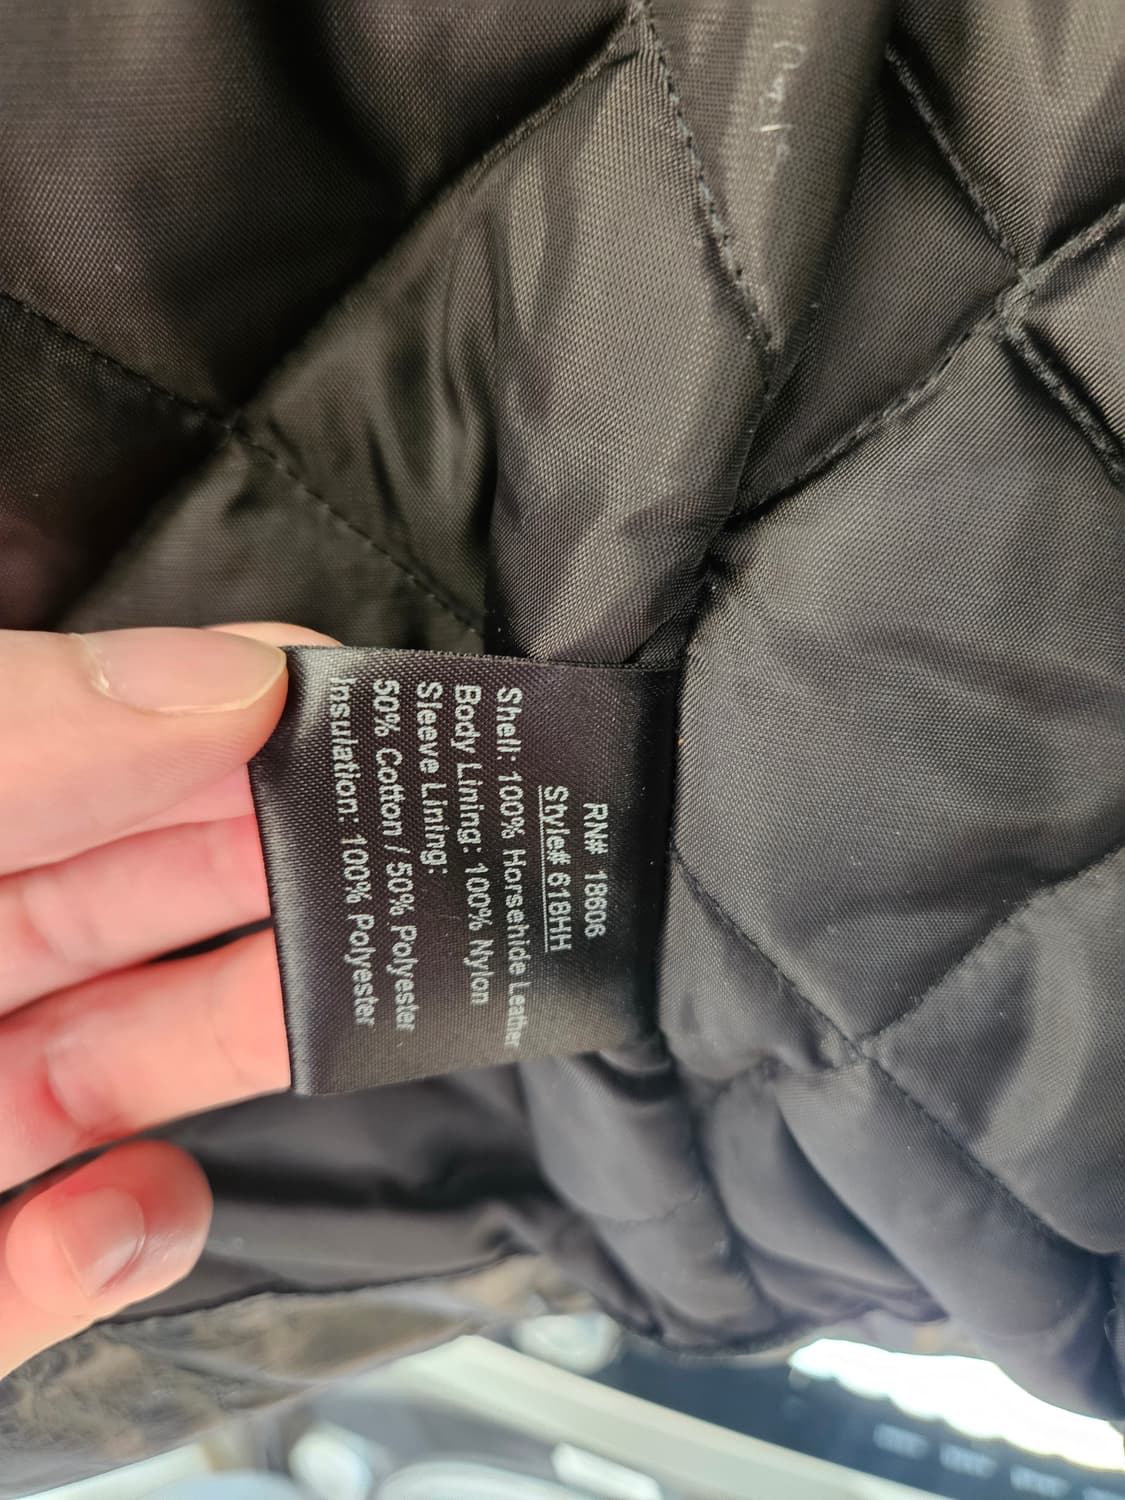 RN# 18606
Style# 618HH
Shell: 100% Horsehide Leather
Body Lining: 100% Nylon
Sleeve Lining:
50% Cotton / 50% Polyester
Insulation: 100% Polyester